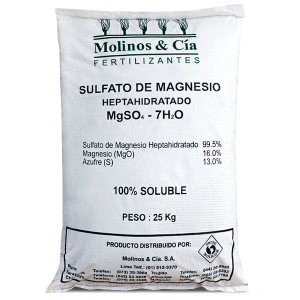 Molinos & Cía
FERTILIZANTES
SULFATO DE MAGNESIO
HEPTAHIDRATADO
MgSO₄ - 7H₂O
Sulfato de Magnesio Heptahidratado 99.5%
Magnesio (MgO) 16.0%
Azufre (S) 13.0%
100% SOLUBLE
PESO : 25 Kg
PRODUCTO DISTRIBUIDO POR:
Molinos & Cía. S.A.